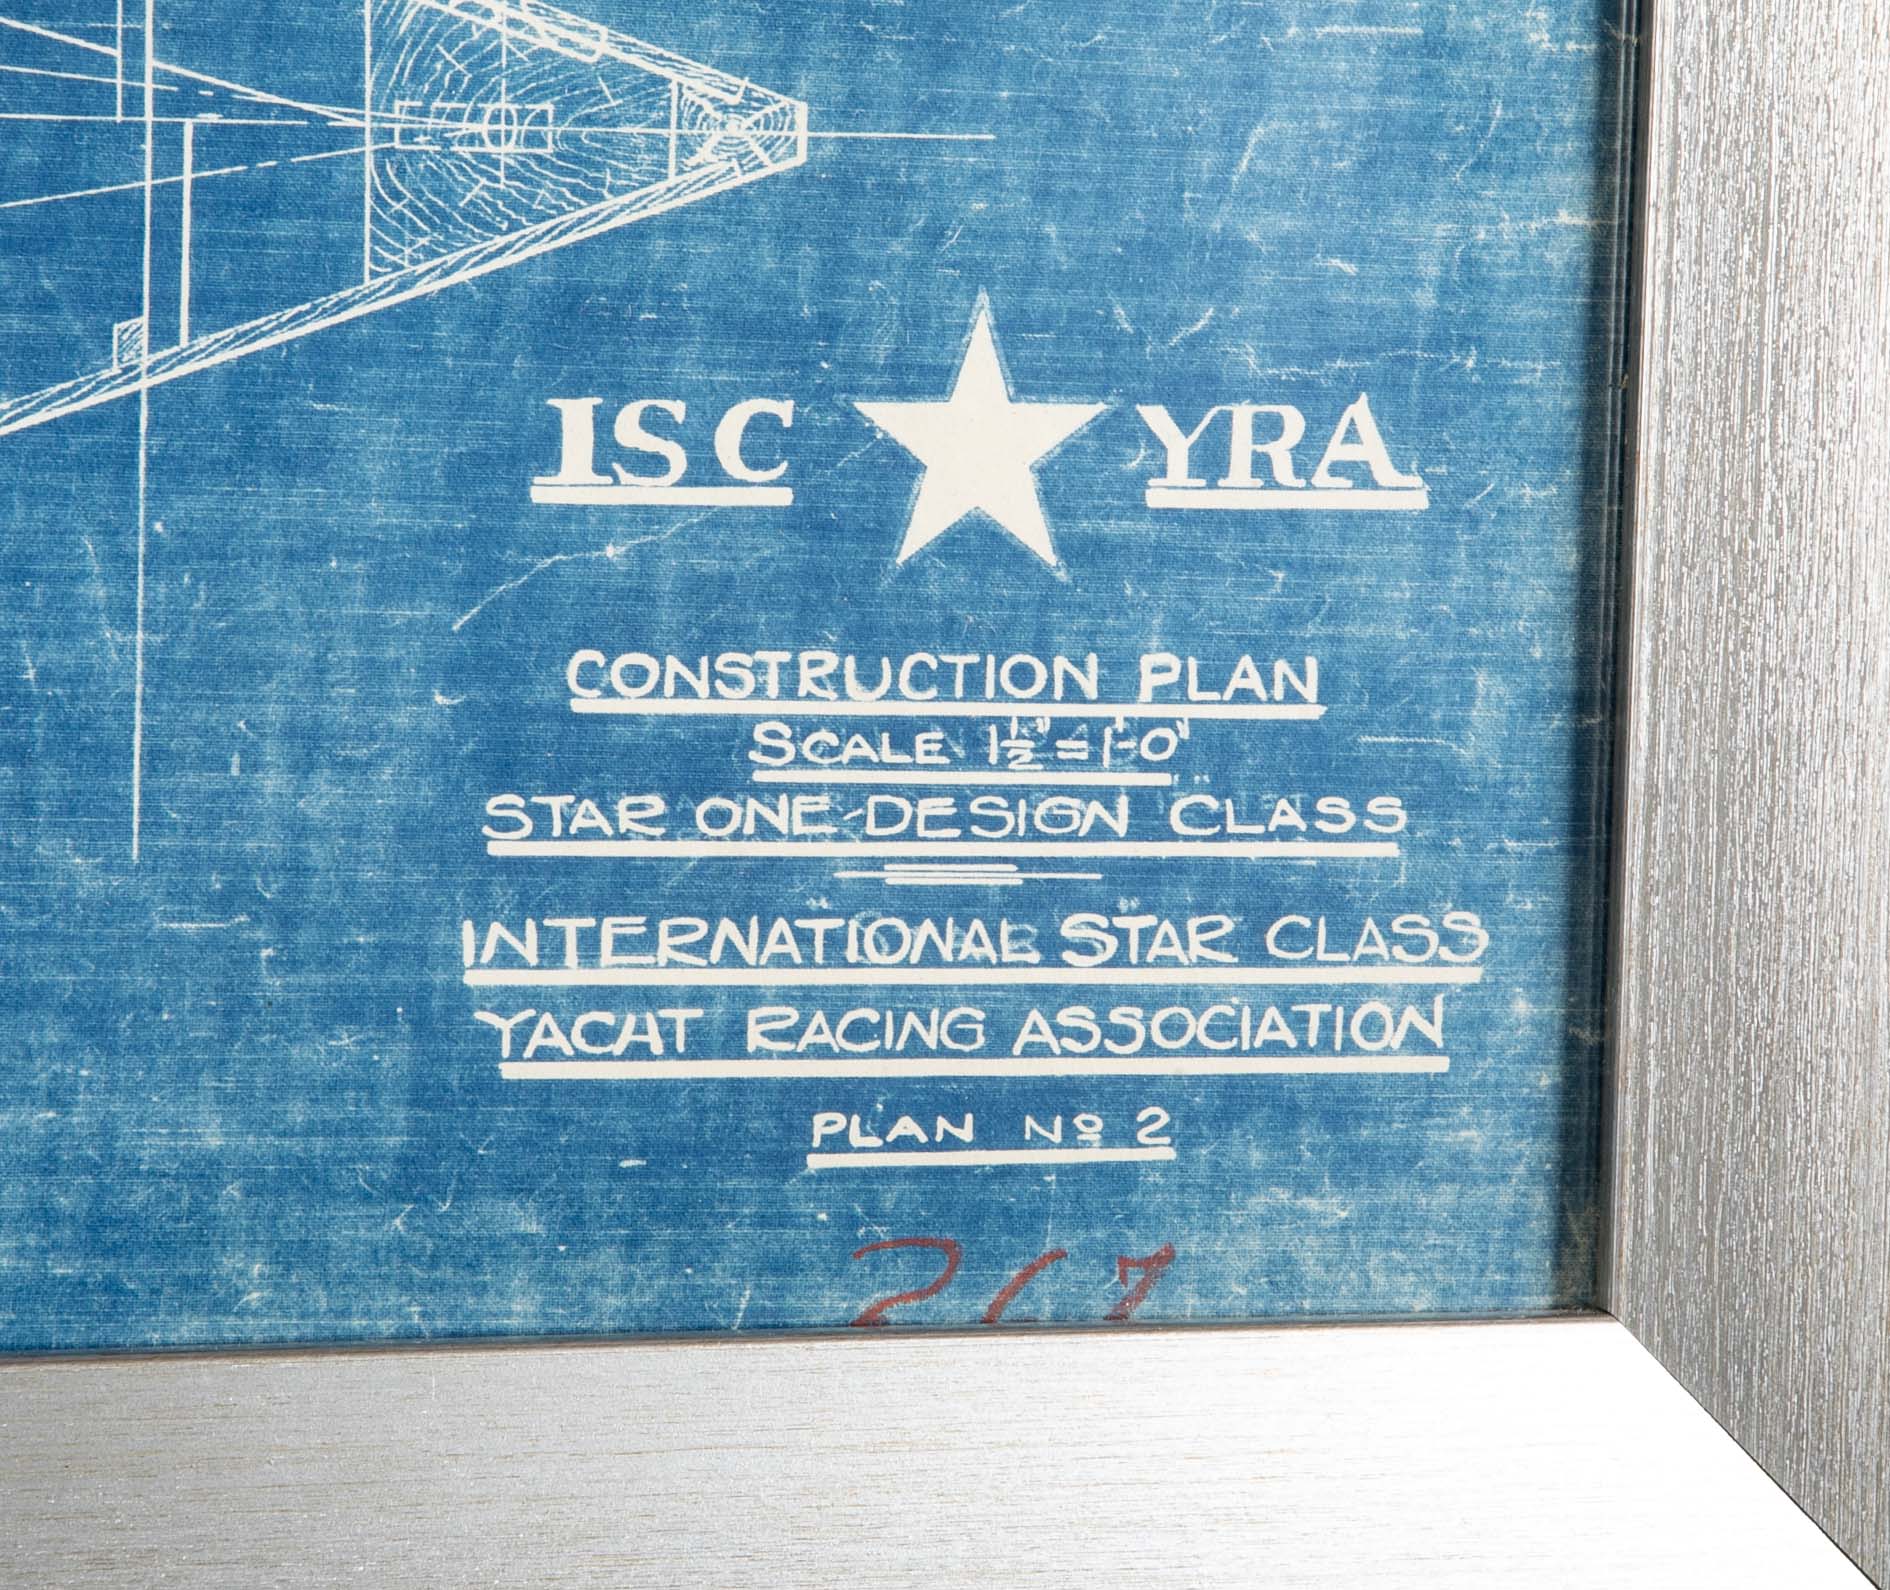 ISC ★ YRA
CONSTRUCTION PLAN
SCALE 1½" = 1'-0"
STAR ONE-DESIGN CLASS
INTERNATIONAL "STAR" CLASS
YACHT RACING ASSOCIATION
PLAN Nº 2